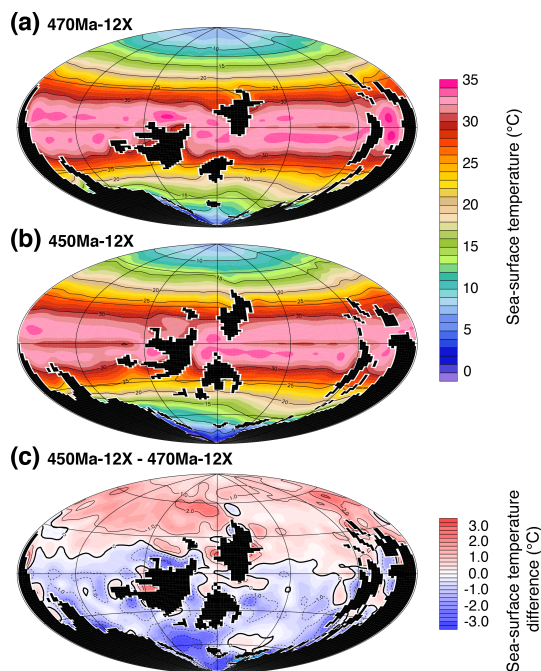 (a) 470Ma-12X
(b) 450Ma-12X
35
30
25
20
15
10
5
0
Sea-surface temperature (°C)
(c) 450Ma-12X - 470Ma-12X
3.0
2.0
1.0
0.0
-1.0
-2.0
-3.0
Sea-surface temperature
difference (°C)